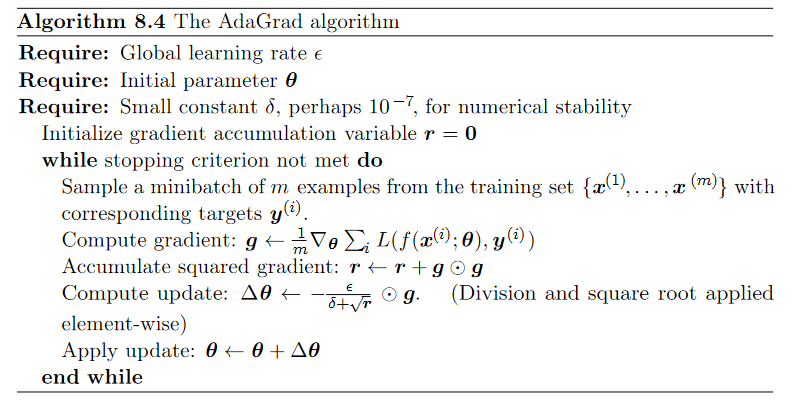 Algorithm 8.4 The AdaGrad algorithm
Require: Global learning rate ϵ
Require: Initial parameter θ
Require: Small constant δ, perhaps 10⁻⁷, for numerical stability
Initialize gradient accumulation variable r = 0
while stopping criterion not met do
Sample a minibatch of m examples from the training set {x⁽¹⁾, . . . , x⁽ᵐ⁾} with
corresponding targets y⁽ⁱ⁾.
Compute gradient: g ← 1/m ∇_θ ∑_i L(f(x⁽ⁱ⁾; θ), y⁽ⁱ⁾)
Accumulate squared gradient: r ← r + g ⊙ g
Compute update: Δθ ← − ϵ/(δ+√r) ⊙ g. (Division and square root applied
element-wise)
Apply update: θ ← θ + Δθ
end while